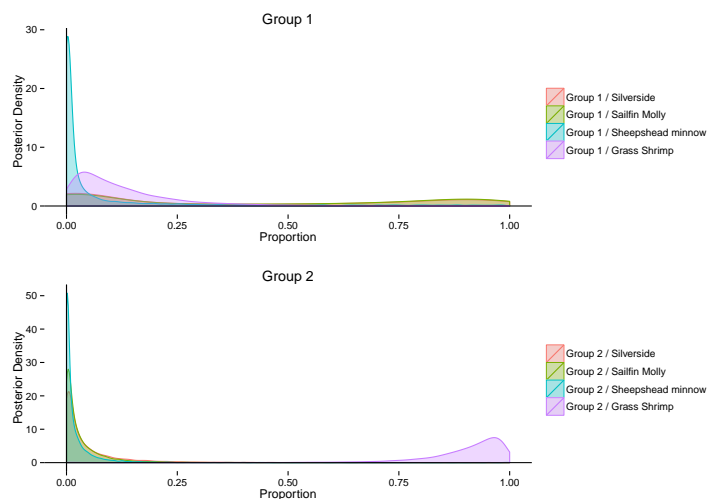 Group 1
30
20
10
0
Posterior Density
0.00 0.25 0.50 0.75 1.00
Proportion
Group 1 / Silverside
Group 1 / Sailfin Molly
Group 1 / Sheepshead minnow
Group 1 / Grass Shrimp
Group 2
50
40
30
20
10
0
Posterior Density
0.00 0.25 0.50 0.75 1.00
Proportion
Group 2 / Silverside
Group 2 / Sailfin Molly
Group 2 / Sheepshead minnow
Group 2 / Grass Shrimp